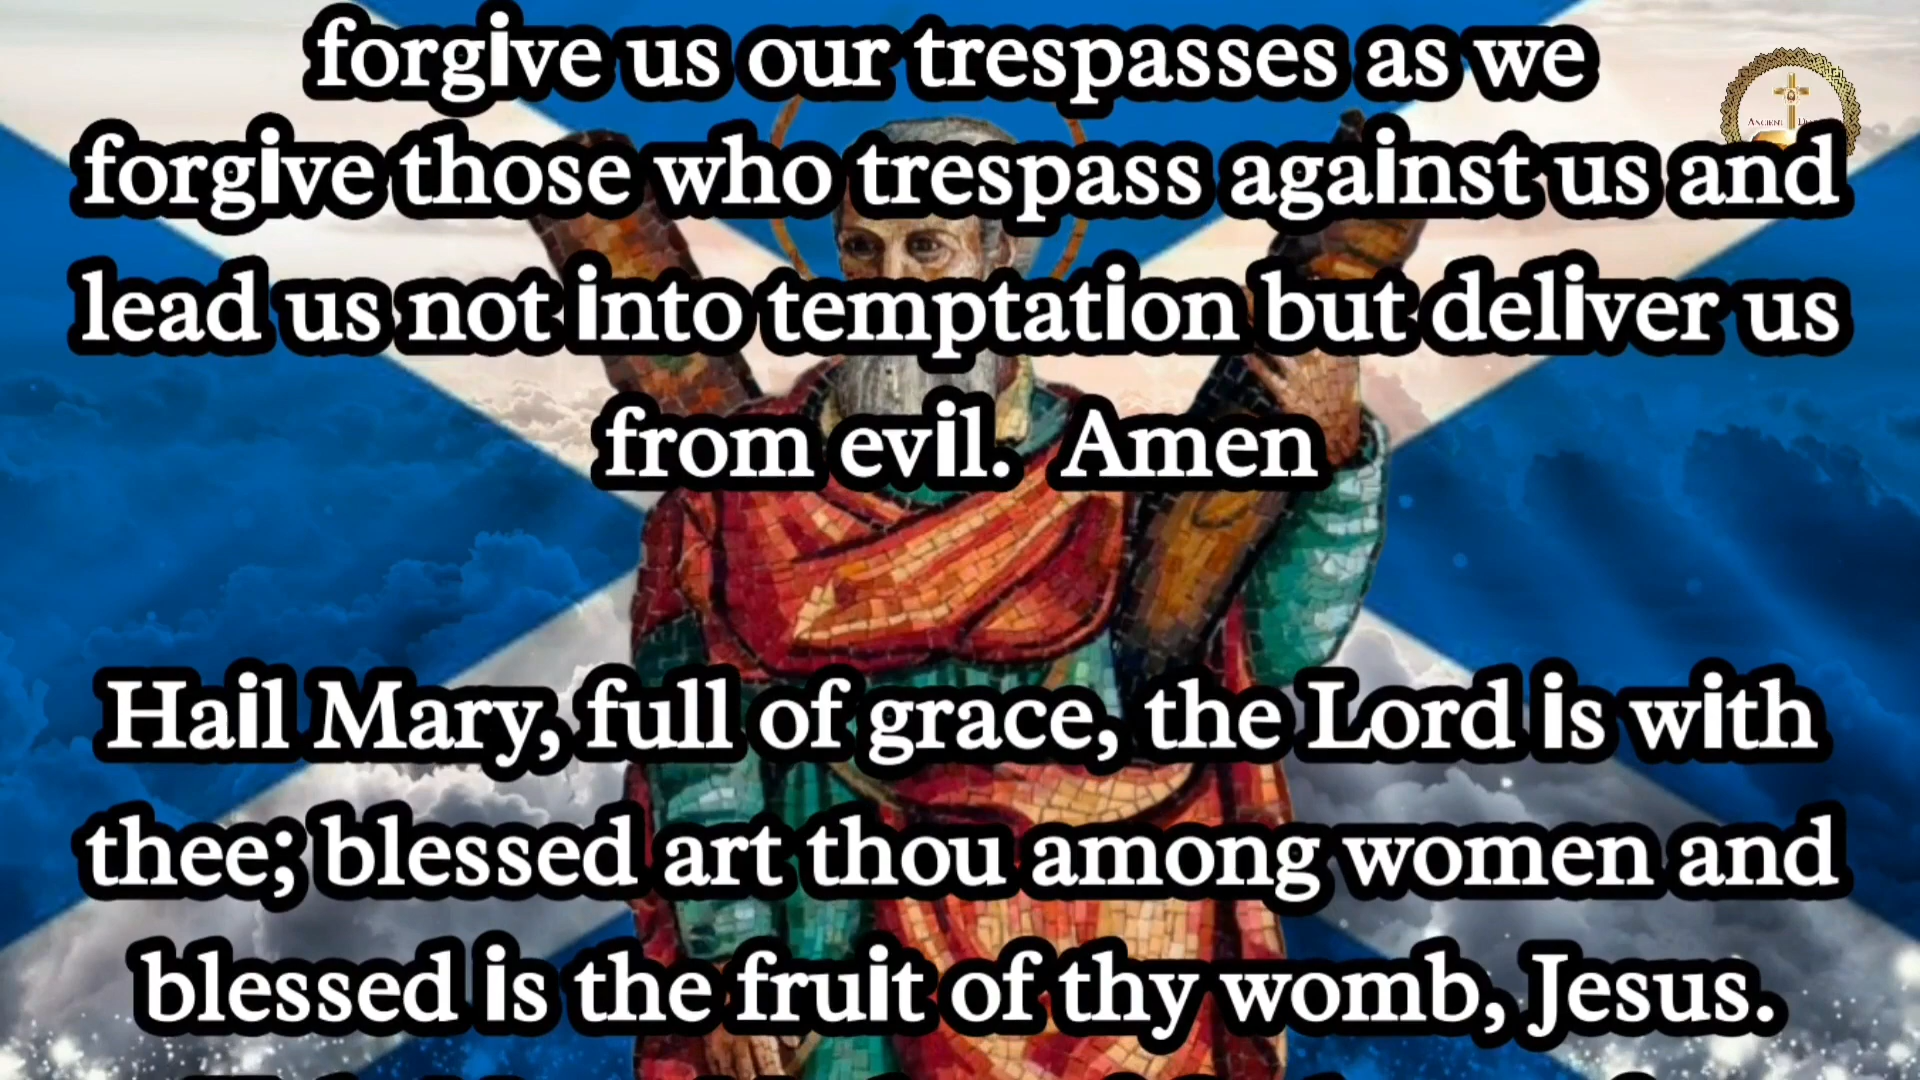 forgive us our trespasses as we
forgive those who trespass against us and
lead us not into temptation but deliver us
from evil. Amen
Hail Mary, full of grace, the Lord is with
thee; blessed art thou among women and
blessed is the fruit of thy womb, Jesus.
Ancient